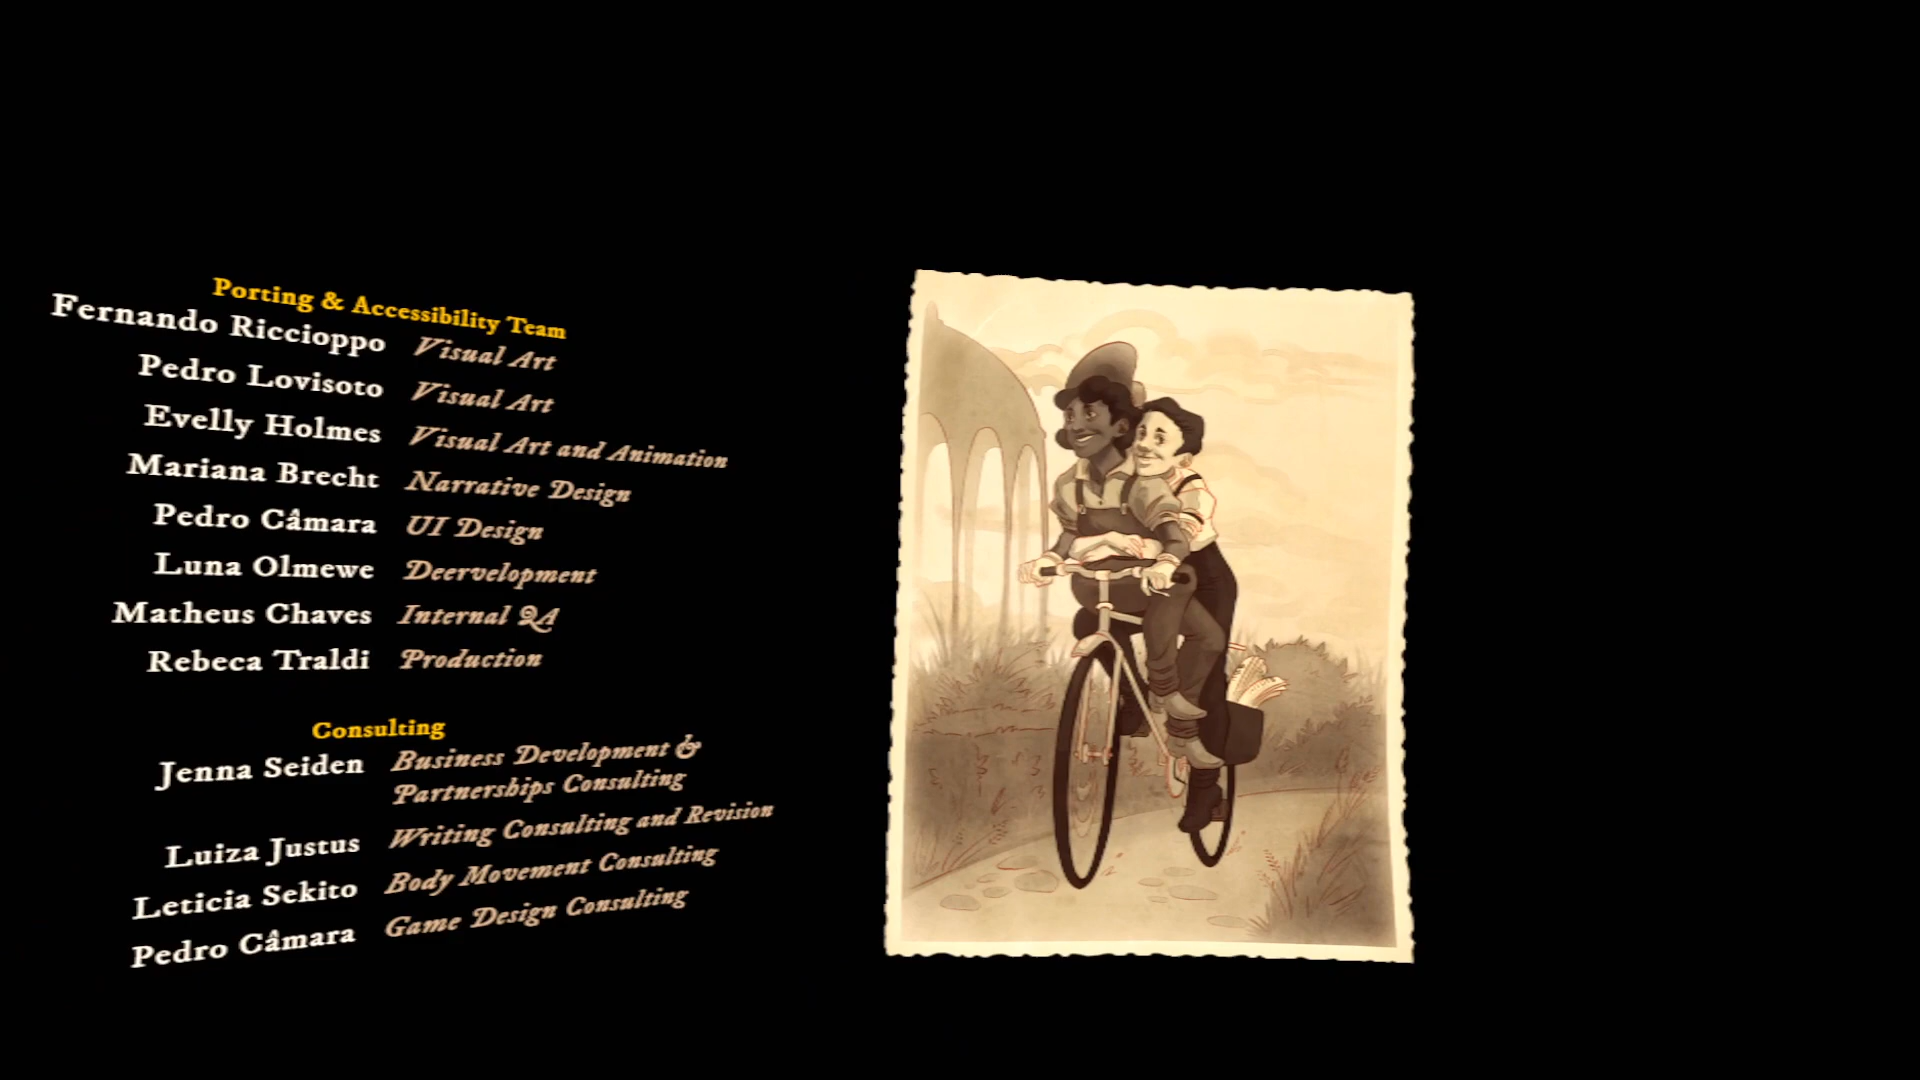 Porting & Accessibility Team
Fernando Riccioppo Visual Art
Pedro Lovisoto Visual Art
Evelly Holmes Visual Art and Animation
Mariana Brecht Narrative Design
Pedro Câmara UI Design
Luna Olmewe Deervelopment
Matheus Chaves Internal QA
Rebeca Traldi Production
Consulting
Jenna Seiden Business Development &
Partnerships Consulting
Luiza Justus Writing Consulting and Revision
Leticia Sekito Body Movement Consulting
Pedro Câmara Game Design Consulting